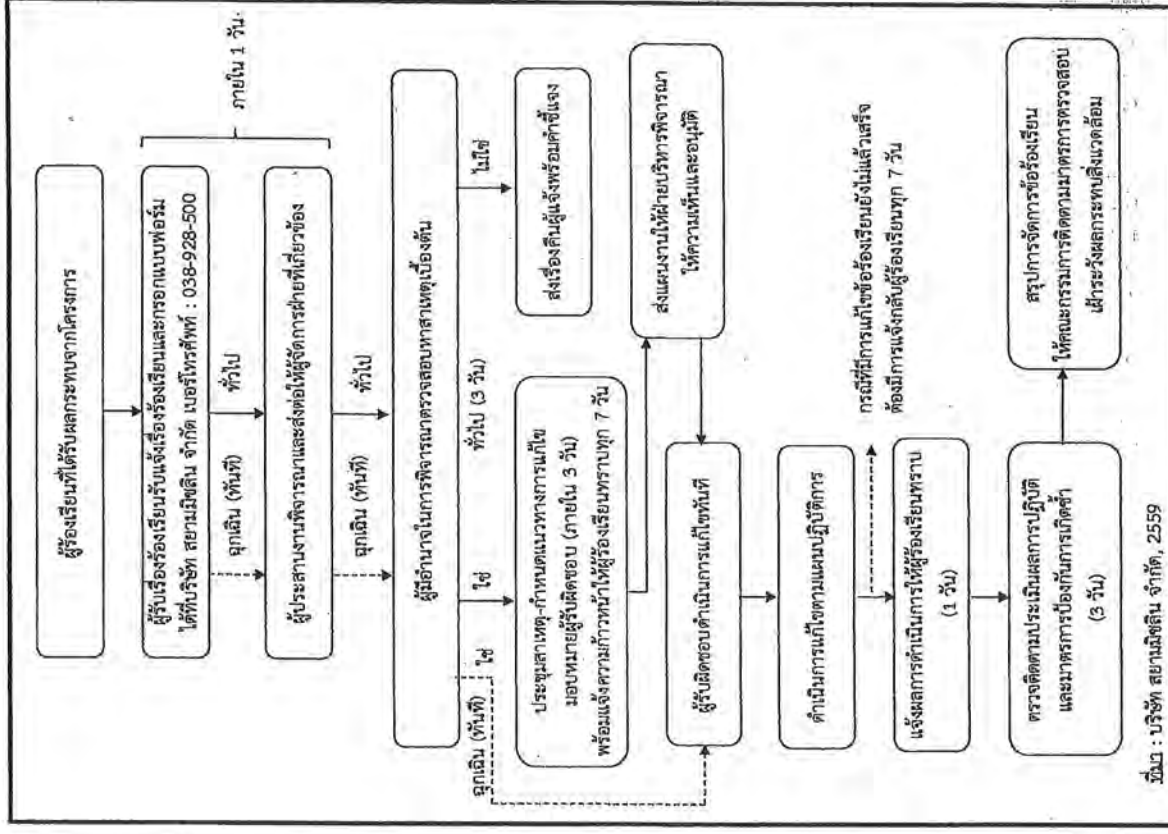 ผู้ร้องเรียนที่ได้รับผลกระทบจากโครงการ
ผู้รับเรื่องร้องเรียนรับแจ้งเรื่องร้องเรียนและกรอกแบบฟอร์ม
ได้ที่บริษัท สยามมิชลิน จำกัด เบอร์โทรศัพท์ : 038-928-500
ภายใน 1 วัน
ฉุกเฉิน (ทันที)
ทั่วไป
ผู้ประสานงานพิจารณาและส่งต่อให้ผู้จัดการฝ่ายที่เกี่ยวข้อง
ฉุกเฉิน (ทันที)
ทั่วไป
ผู้มีอำนาจในการพิจารณาตรวจสอบหาสาเหตุเบื้องต้น
ฉุกเฉิน (ทันที)
ใช่
ใช่
ทั่วไป (3 วัน)
ไม่ใช่
ประชุมสาเหตุ-กำหนดแนวทางการแก้ไข
มอบหมายผู้รับผิดชอบ (ภายใน 3 วัน)
พร้อมแจ้งความก้าวหน้าให้ผู้ร้องเรียนทราบทุก 7 วัน
ส่งเรื่องคืนผู้แจ้งพร้อมคำชี้แจง
ส่งแผนงานให้ฝ่ายบริหารพิจารณา
ให้ความเห็นและอนุมัติ
ผู้รับผิดชอบดำเนินการแก้ไขทันที
ดำเนินการแก้ไขตามแผนปฏิบัติการ
กรณีที่มีการแก้ไขข้อร้องเรียนยังไม่แล้วเสร็จ
ต้องมีการแจ้งกลับผู้ร้องเรียนทุก 7 วัน
แจ้งผลการดำเนินการให้ผู้ร้องเรียนทราบ
(1 วัน)
ตรวจติดตามประเมินผลการปฏิบัติ
และมาตรการป้องกันการเกิดซ้ำ
(3 วัน)
สรุปการจัดการข้อร้องเรียน
ให้คณะกรรมการติดตามมาตรการตรวจสอบ
เฝ้าระวังผลกระทบสิ่งแวดล้อม
ที่มา : บริษัท สยามมิชลิน จำกัด, 2559